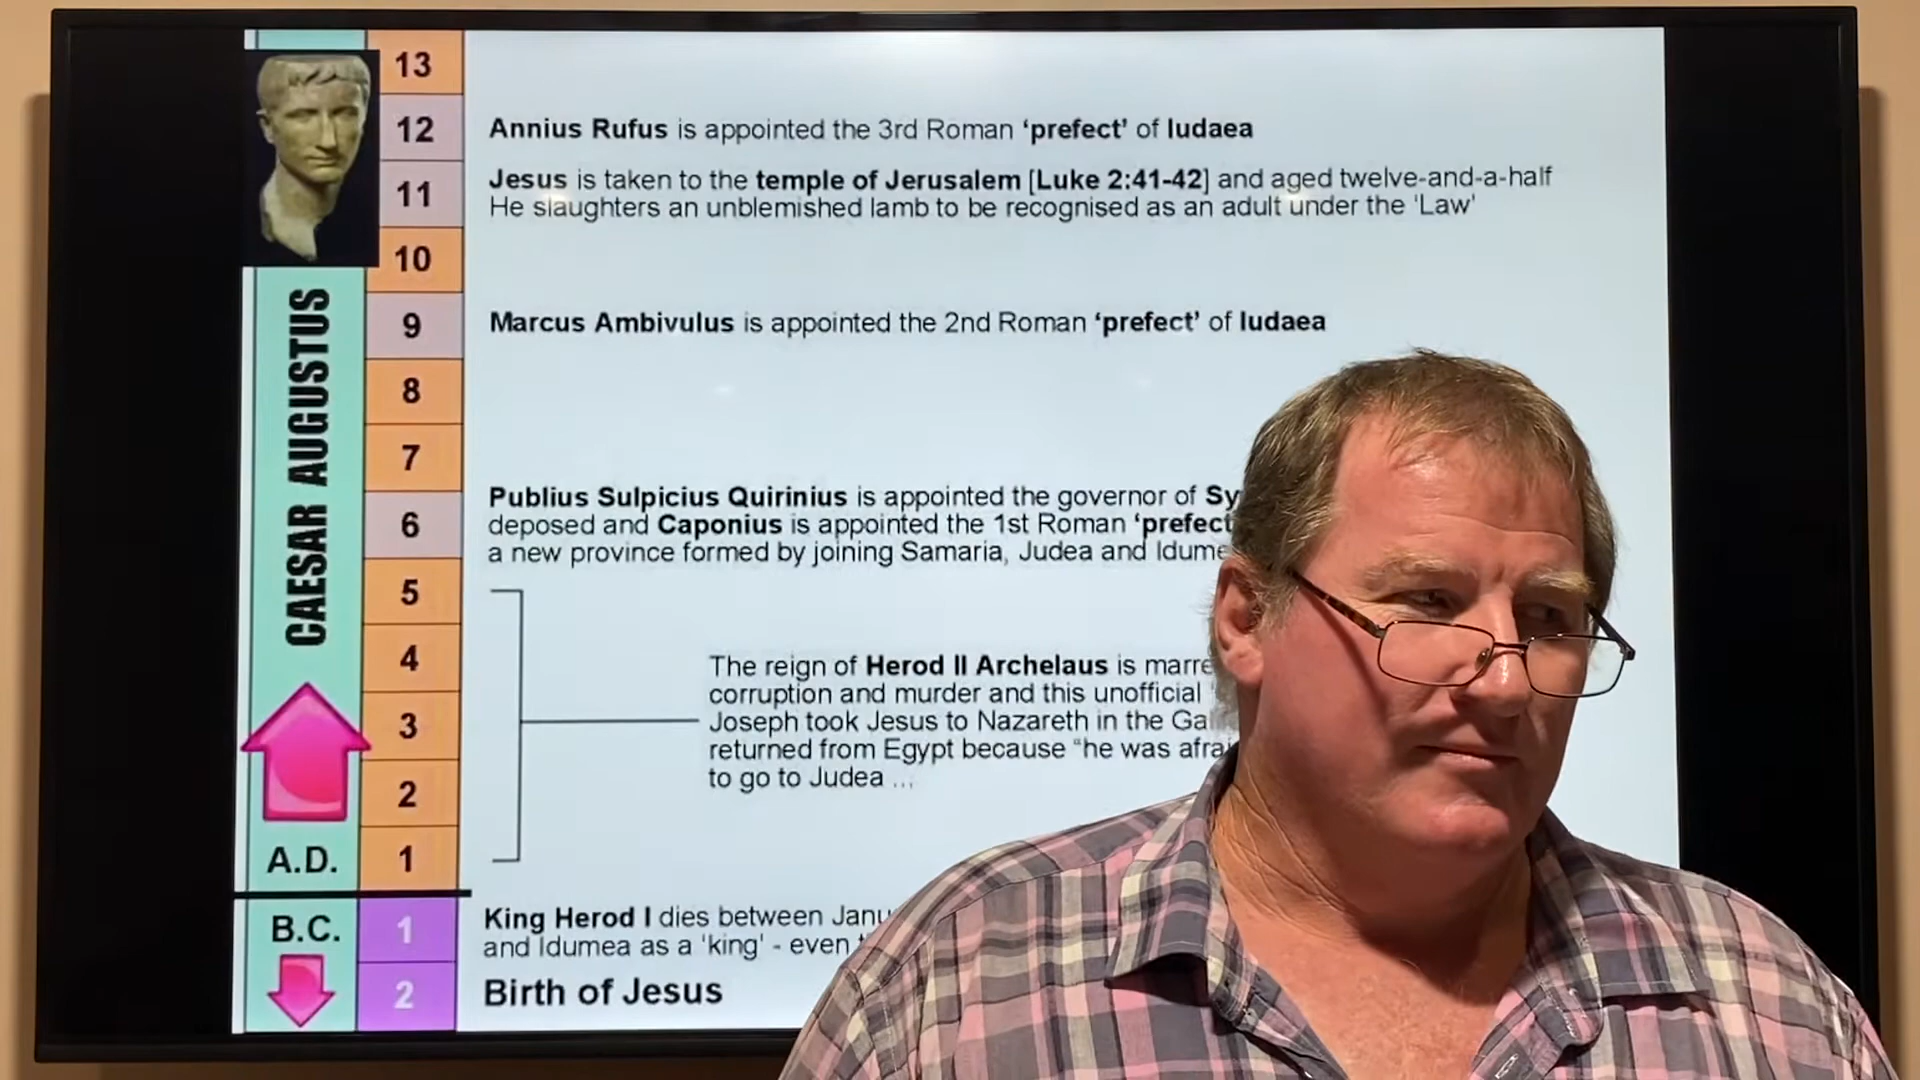 13
12
Annius Rufus is appointed the 3rd Roman ‘prefect’ of Iudaea
11
Jesus is taken to the temple of Jerusalem [Luke 2:41-42] and aged twelve-and-a-half
He slaughters an unblemished lamb to be recognised as an adult under the 'Law'
10
CAESAR AUGUSTUS
9
Marcus Ambivulus is appointed the 2nd Roman ‘prefect’ of Iudaea
8
7
6
Publius Sulpicius Quirinius is appointed the governor of Sy
deposed and Caponius is appointed the 1st Roman ‘prefect
a new province formed by joining Samaria, Judea and Idume
5
4
3
2
The reign of Herod II Archelaus is marre
corruption and murder and this unofficial
Joseph took Jesus to Nazareth in the Gal
returned from Egypt because “he was afrai
to go to Judea ...
A.D. 1
B.C. 1
King Herod I dies between Janu
and Idumea as a 'king' - even
2
Birth of Jesus